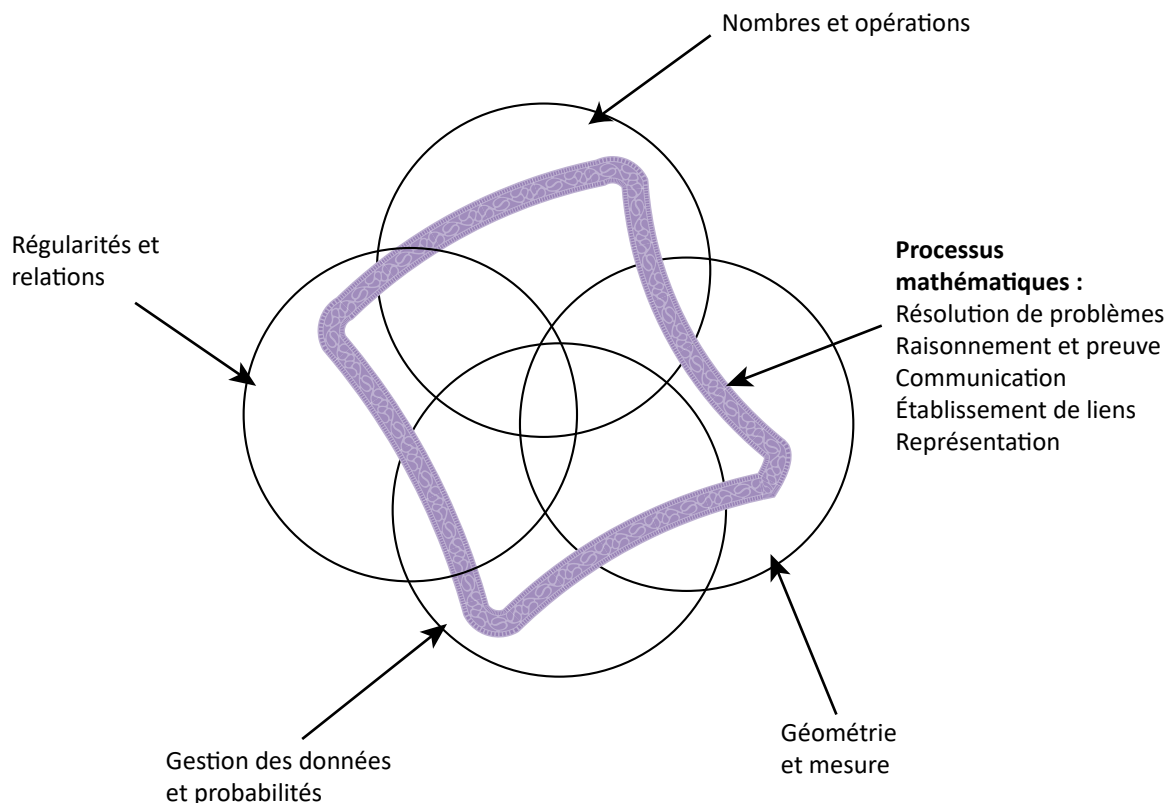 Nombres et opérations
Régularités et
relations
Processus
mathématiques :
Résolution de problèmes
Raisonnement et preuve
Communication
Établissement de liens
Représentation
Géométrie
et mesure
Gestion des données
et probabilités